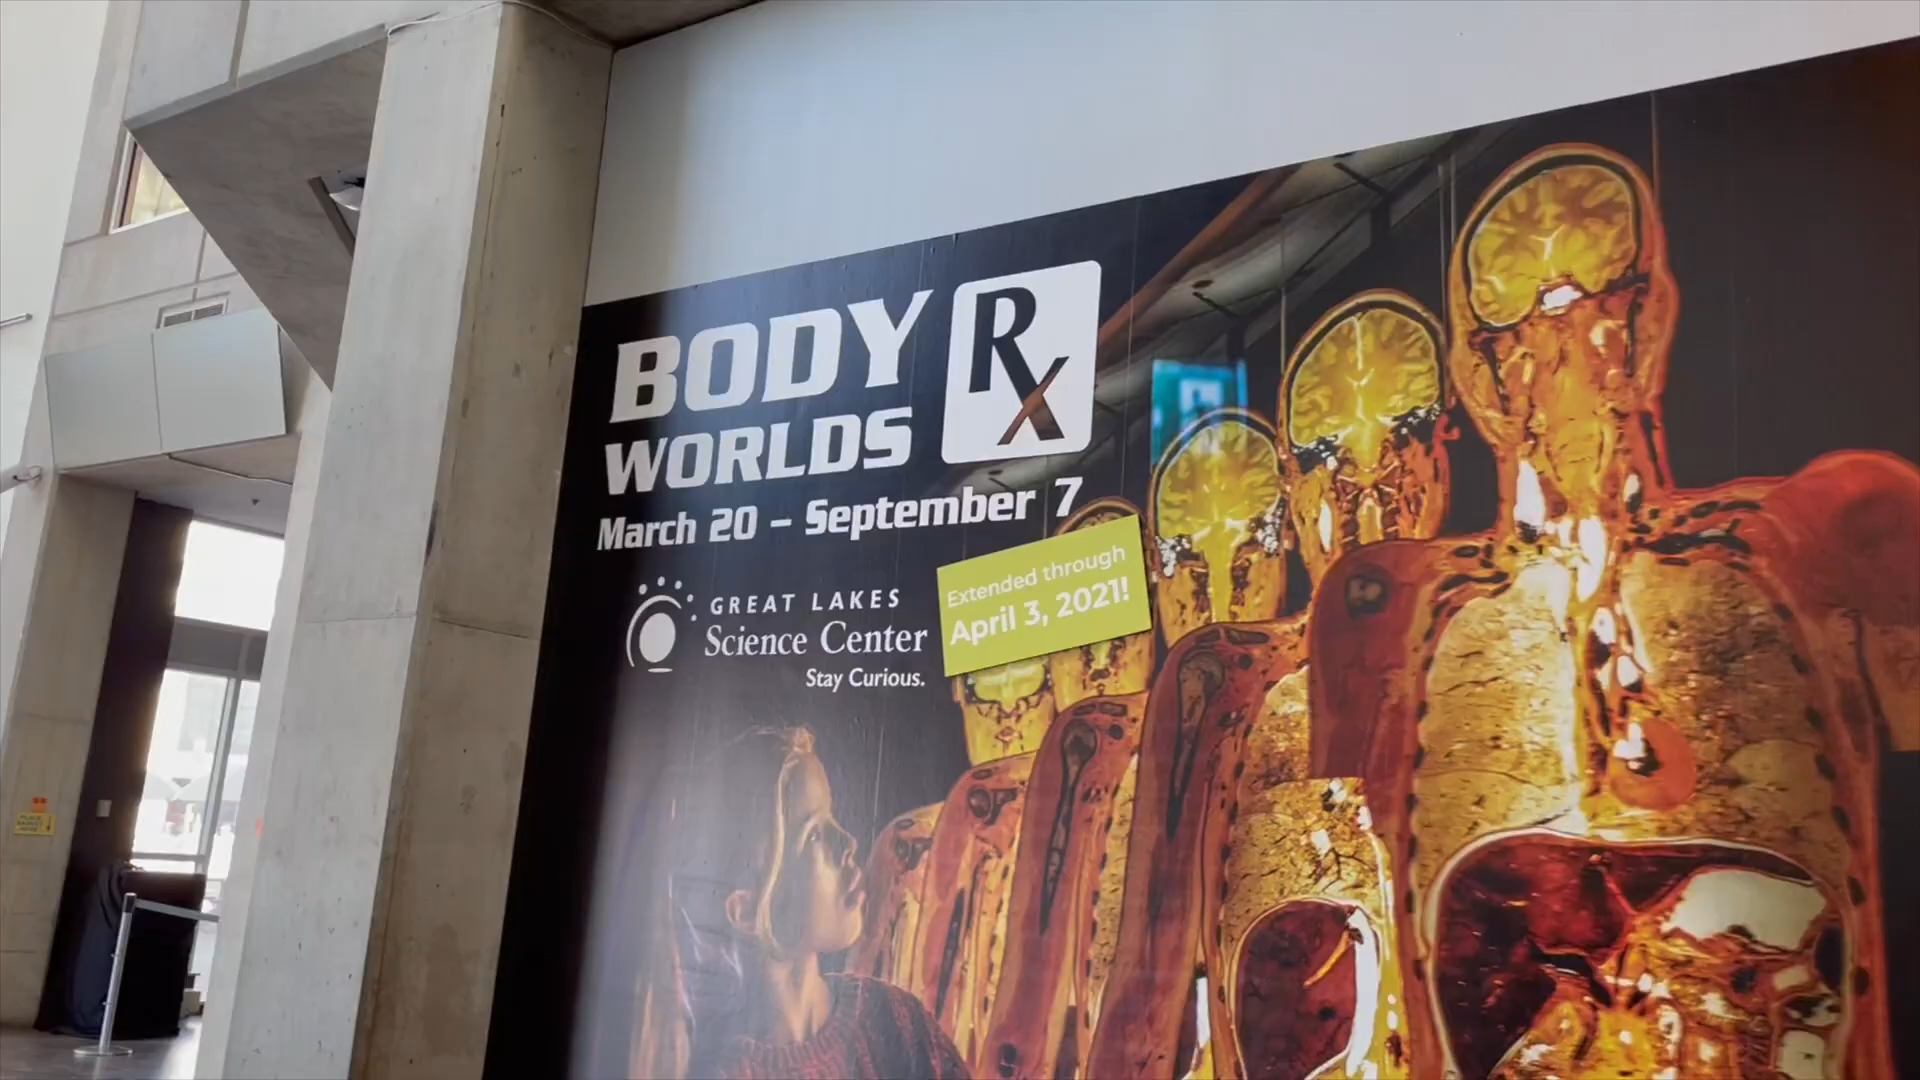 BODY
WORLDS
Rx
March 20 – September 7
GREAT LAKES
Science Center
Stay Curious.
Extended through
April 3, 2021!